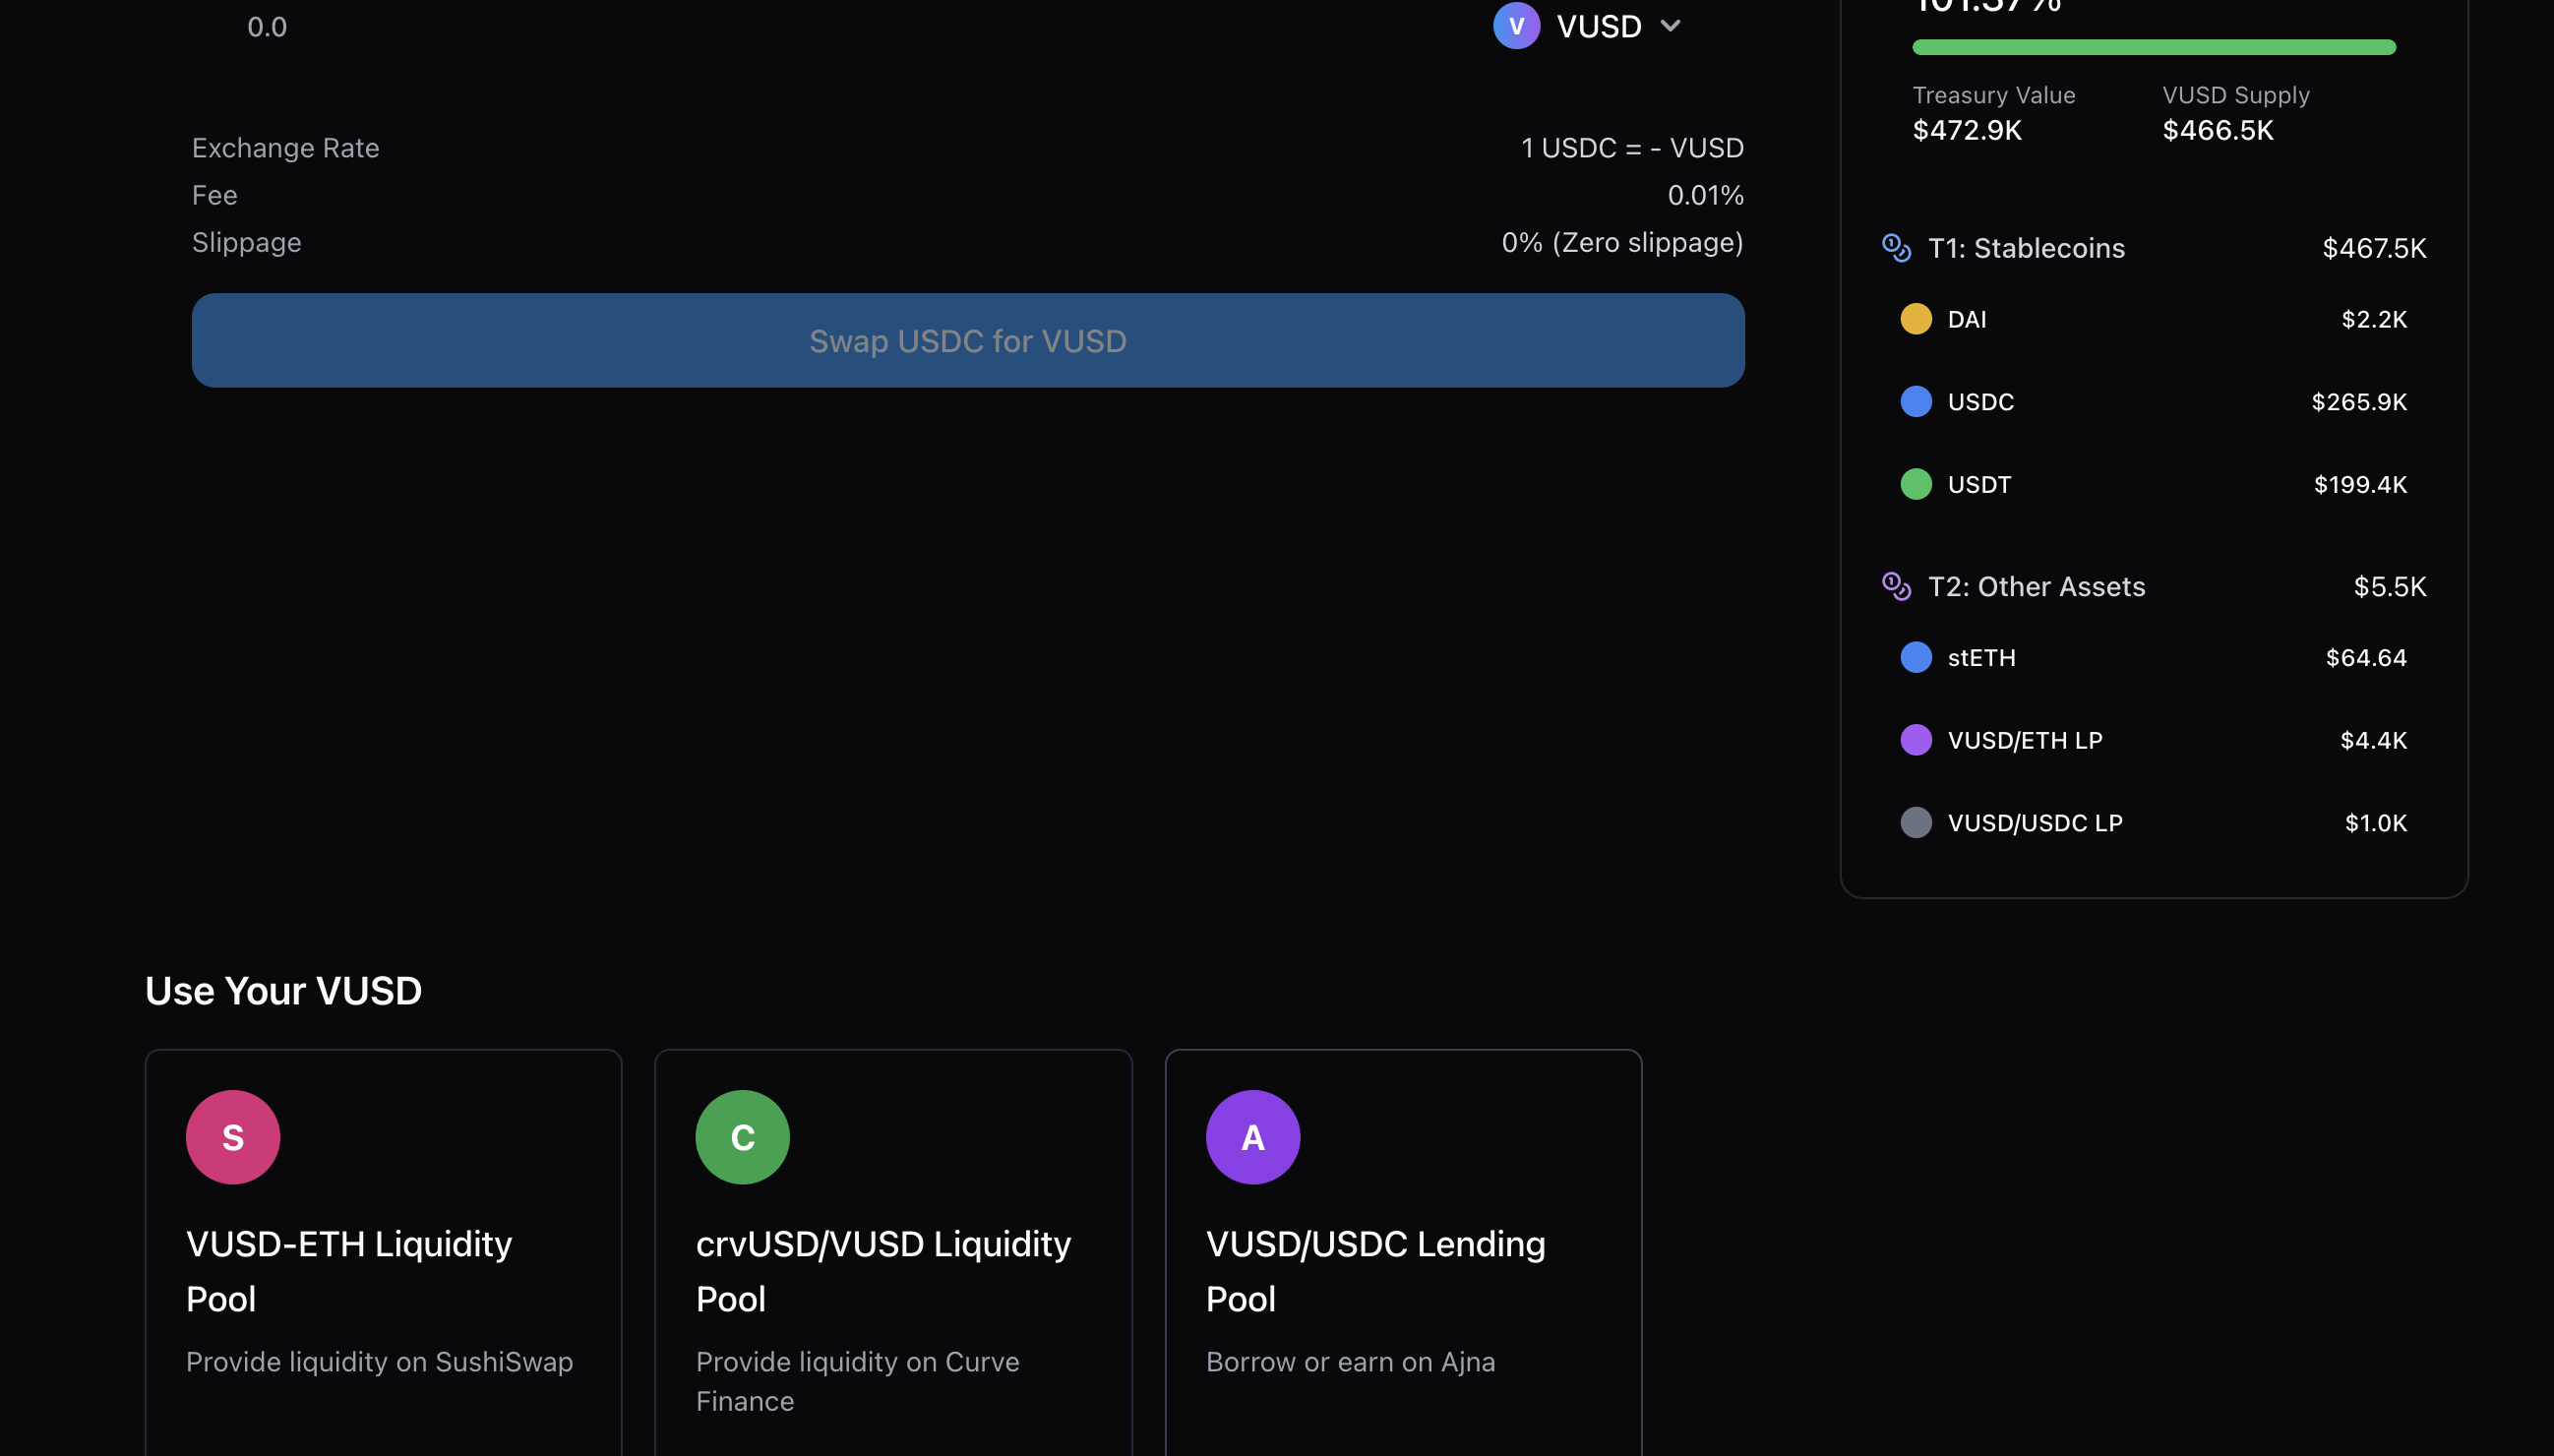 0.0
V VUSD
Exchange Rate 1 USDC = - VUSD
Fee 0.01%
Slippage 0% (Zero slippage)
Swap USDC for VUSD
101.37%
Treasury Value VUSD Supply
$472.9K $466.5K
T1: Stablecoins $467.5K
DAI $2.2K
USDC $265.9K
USDT $199.4K
T2: Other Assets $5.5K
stETH $64.64
VUSD/ETH LP $4.4K
VUSD/USDC LP $1.0K
Use Your VUSD
S
VUSD-ETH Liquidity
Pool
Provide liquidity on SushiSwap
C
crvUSD/VUSD Liquidity
Pool
Provide liquidity on Curve
Finance
A
VUSD/USDC Lending
Pool
Borrow or earn on Ajna